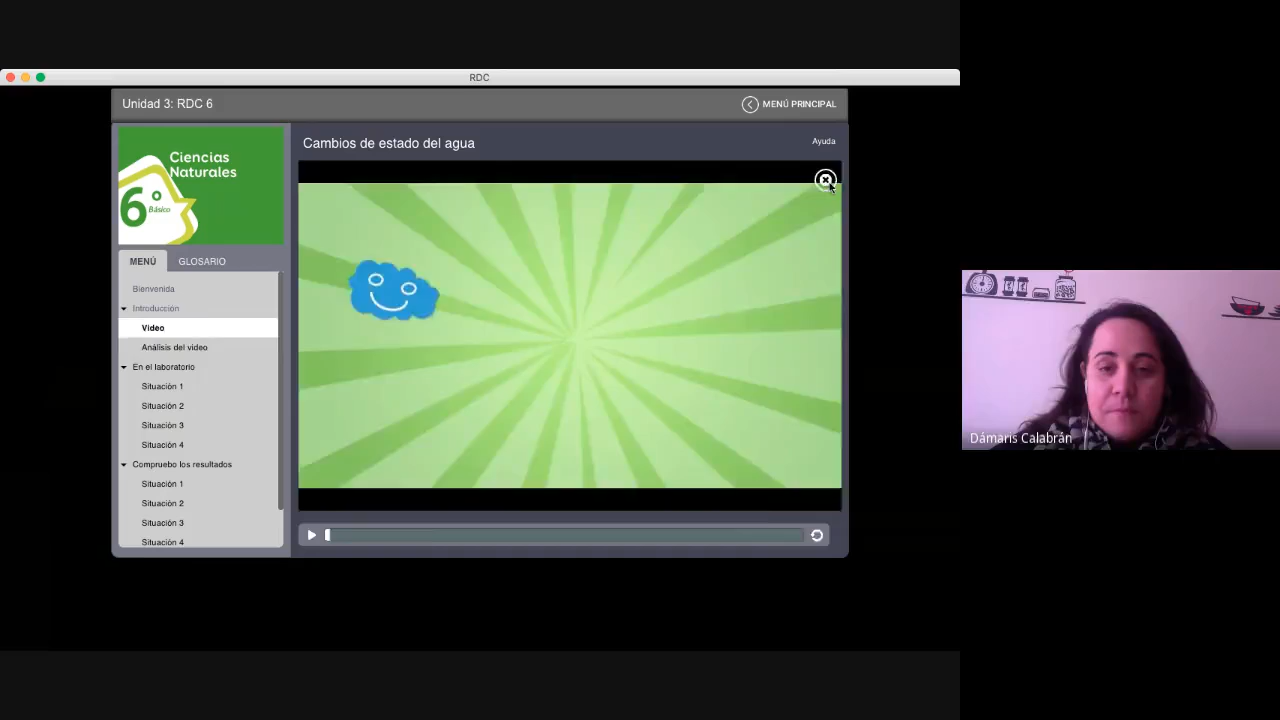 RDC
Unidad 3: RDC 6
MENÚ PRINCIPAL
Ciencias
Naturales
6°
Básico
Cambios de estado del agua
Ayuda
MENÚ
GLOSARIO
Bienvenida
Introducción
Video
Análisis del video
En el laboratorio
Situación 1
Situación 2
Situación 3
Situación 4
Compruebo los resultados
Situación 1
Situación 2
Situación 3
Situación 4
Dámaris Calabrán